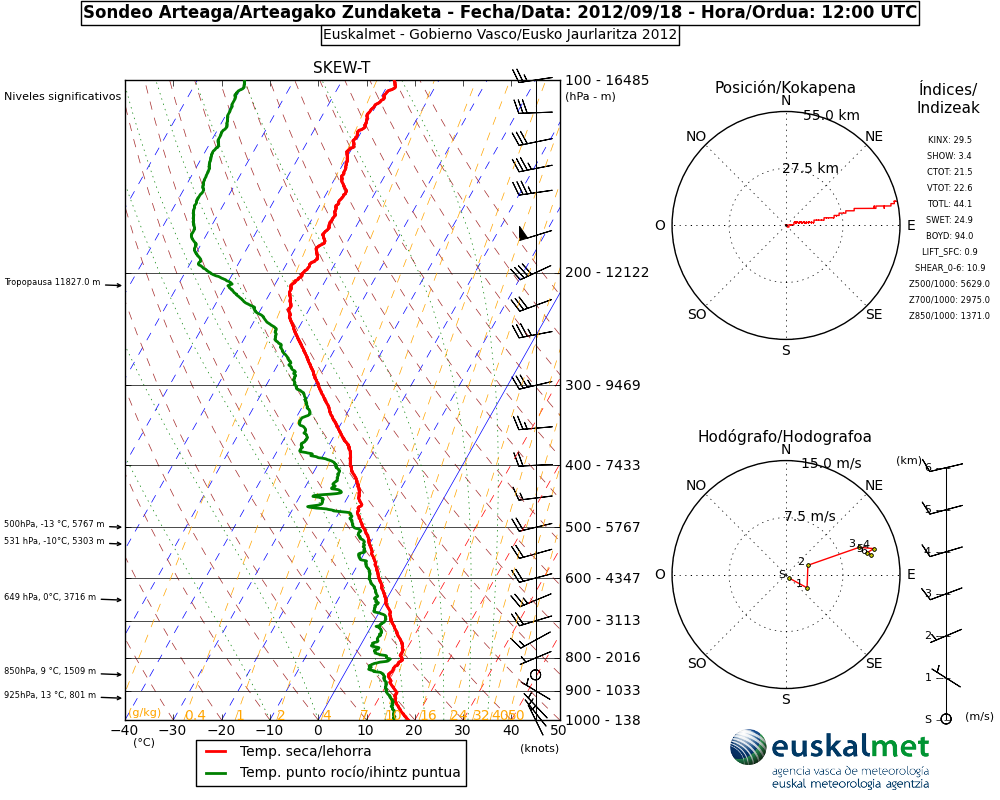 Sondeo Arteaga/Arteagako Zundaketa - Fecha/Data: 2012/09/18 - Hora/Ordua: 12:00 UTC
Euskalmet - Gobierno Vasco/Eusko Jaurlaritza 2012
SKEW-T
Niveles significativos
Tropopausa 11827.0 m
500hPa, -13 °C, 5767 m
531 hPa, -10°C, 5303 m
649 hPa, 0°C, 3716 m
850hPa, 9 °C, 1509 m
925hPa, 13 °C, 801 m
100 - 16485
(hPa - m)
200 - 12122
300 - 9469
400 - 7433
500 - 5767
600 - 4347
700 - 3113
800 - 2016
900 - 1033
1000 - 138
(g/kg) 0.4 1 2 4 7 10 16 24 32 40 50
−40 −30 −20 −10 0 10 20 30 40 50
(°C)
(knots)
Temp. seca/lehorra
Temp. punto rocío/ihintz puntua
Posición/Kokapena
N
55.0 km
NO
NE
27.5 km
O
E
SO
SE
S
Índices/
Indizeak
KINX: 29.5
SHOW: 3.4
CTOT: 21.5
VTOT: 22.6
TOTL: 44.1
SWET: 24.9
BOYD: 94.0
LIFT_SFC: 0.9
SHEAR_0-6: 10.9
Z500/1000: 5629.0
Z700/1000: 2975.0
Z850/1000: 1371.0
Hodógrafo/Hodografoa
N
15.0 m/s
NO
NE
7.5 m/s
O
E
S
1
2
3
4
5
6
SO
SE
S
(km)
6
5
4
3
2
1
S
(m/s)
euskalmet
agencia vasca de meteorología
euskal meteorologia agentzia